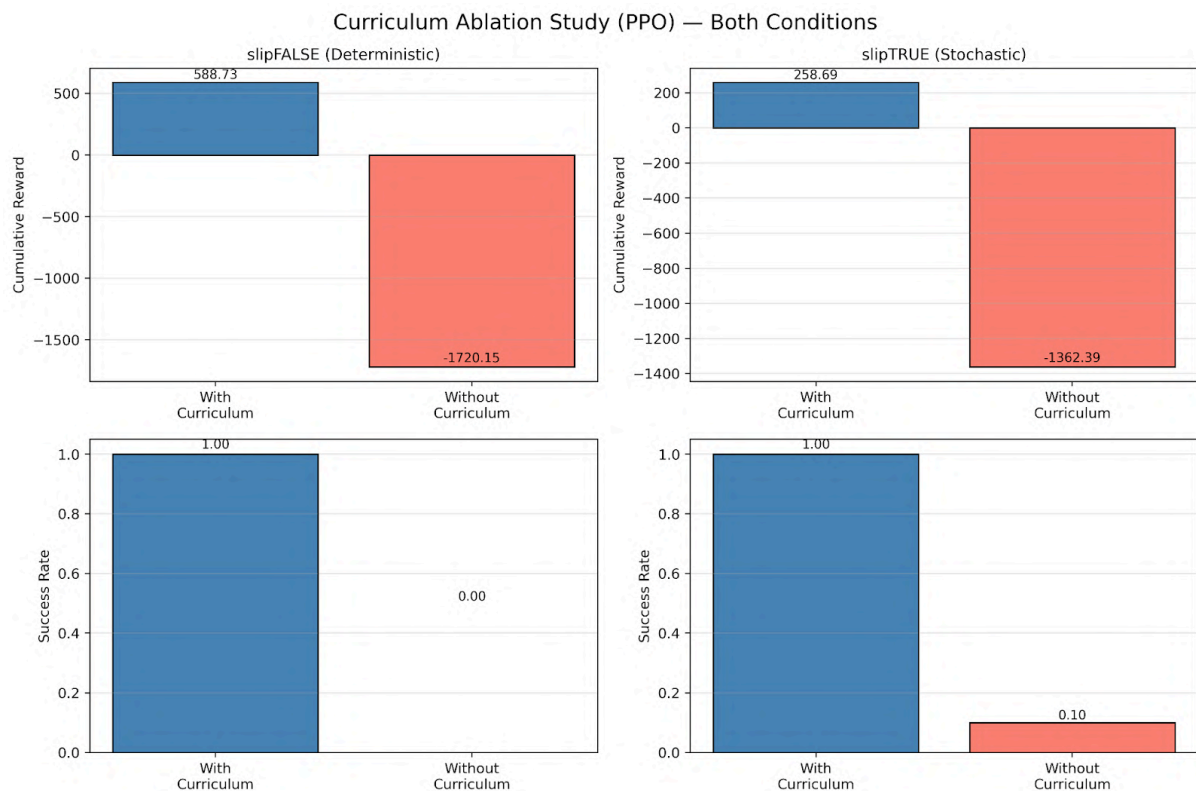 Curriculum Ablation Study (PPO) — Both Conditions
slipFALSE (Deterministic)
588.73
500
0
−500
−1000
−1500
Cumulative Reward
-1720.15
With
Curriculum
Without
Curriculum
slipTRUE (Stochastic)
258.69
200
0
−200
−400
−600
−800
−1000
−1200
−1400
Cumulative Reward
-1362.39
With
Curriculum
Without
Curriculum
1.00
1.0
0.8
0.6
0.4
0.2
0.0
Success Rate
0.00
With
Curriculum
Without
Curriculum
1.00
1.0
0.8
0.6
0.4
0.2
0.0
Success Rate
0.10
With
Curriculum
Without
Curriculum